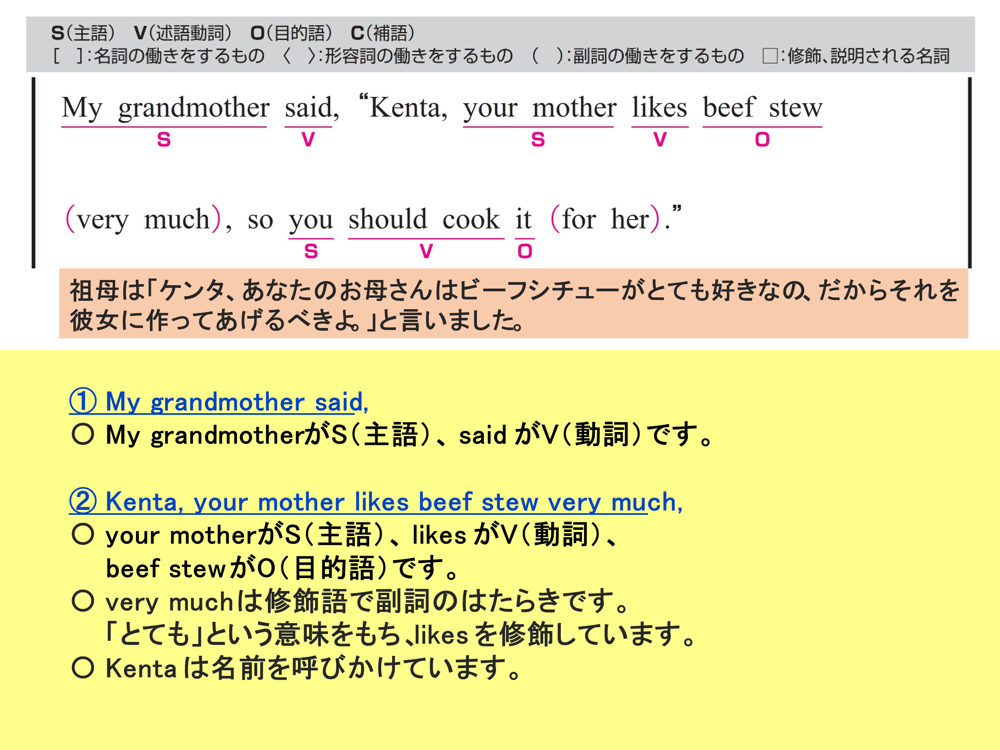 S（主語） V（述語動詞） O（目的語） C（補語）
［ ］：名詞の働きをするもの 〈 〉：形容詞の働きをするもの （ ）：副詞の働きをするもの □：修飾、説明される名詞
My grandmother said, “Kenta, your mother likes beef stew
S V S V O
(very much), so you should cook it (for her).”
S V O
祖母は「ケンタ、あなたのお母さんはビーフシチューがとても好きなの、だからそれを
彼女に作ってあげるべきよ。」と言いました。
① My grandmother said,
○ My grandmotherがS（主語）、said がV（動詞）です。
② Kenta, your mother likes beef stew very much,
○ your motherがS（主語）、likes がV（動詞）、
beef stewがO（目的語）です。
○ very muchは修飾語で副詞のはたらきです。
「とても」という意味をもち、likesを修飾しています。
○ Kentaは名前を呼びかけています。